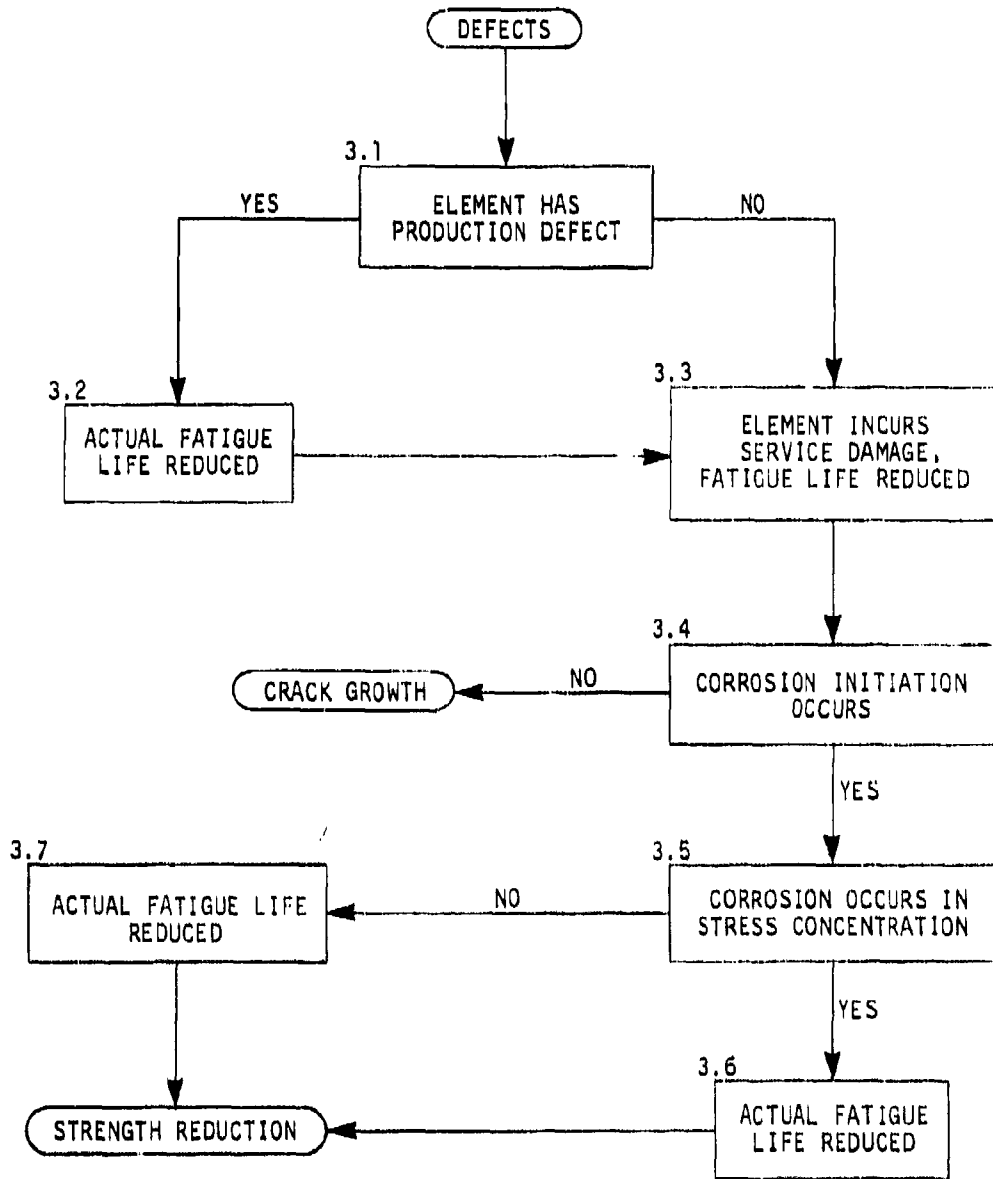 DEFECTS
3.1
ELEMENT HAS
PRODUCTION DEFECT
YES
NO
3.2
ACTUAL FATIGUE
LIFE REDUCED
3.3
ELEMENT INCURS
SERVICE DAMAGE,
FATIGUE LIFE REDUCED
3.4
CORROSION INITIATION
OCCURS
NO
CRACK GROWTH
YES
3.5
CORROSION OCCURS IN
STRESS CONCENTRATION
NO
3.7
ACTUAL FATIGUE LIFE
REDUCED
YES
3.6
ACTUAL FATIGUE
LIFE REDUCED
STRENGTH REDUCTION